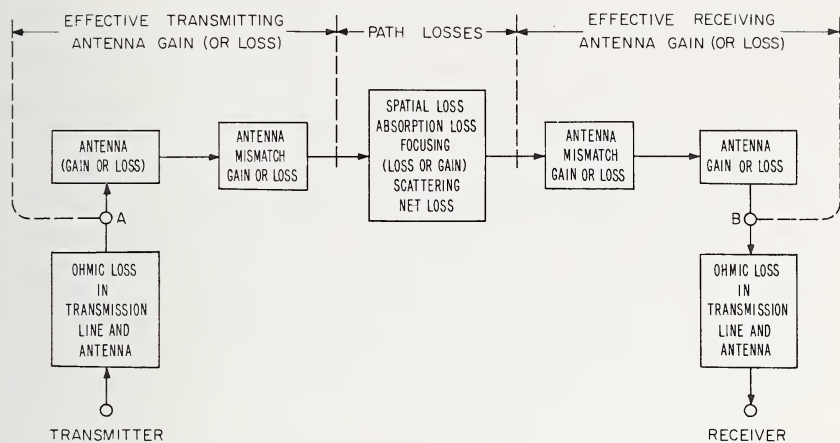 EFFECTIVE TRANSMITTING
ANTENNA GAIN (OR LOSS)
PATH LOSSES
EFFECTIVE RECEIVING
ANTENNA GAIN (OR LOSS)
ANTENNA
(GAIN OR LOSS)
ANTENNA
MISMATCH
GAIN OR LOSS
SPATIAL LOSS
ABSORPTION LOSS
FOCUSING
(LOSS OR GAIN)
SCATTERING
NET LOSS
ANTENNA
MISMATCH
GAIN OR LOSS
ANTENNA
GAIN OR LOSS
A
B
OHMIC LOSS
IN
TRANSMISSION
LINE AND
ANTENNA
OHMIC LOSS
IN
TRANSMISSION
LINE AND
ANTENNA
TRANSMITTER
RECEIVER